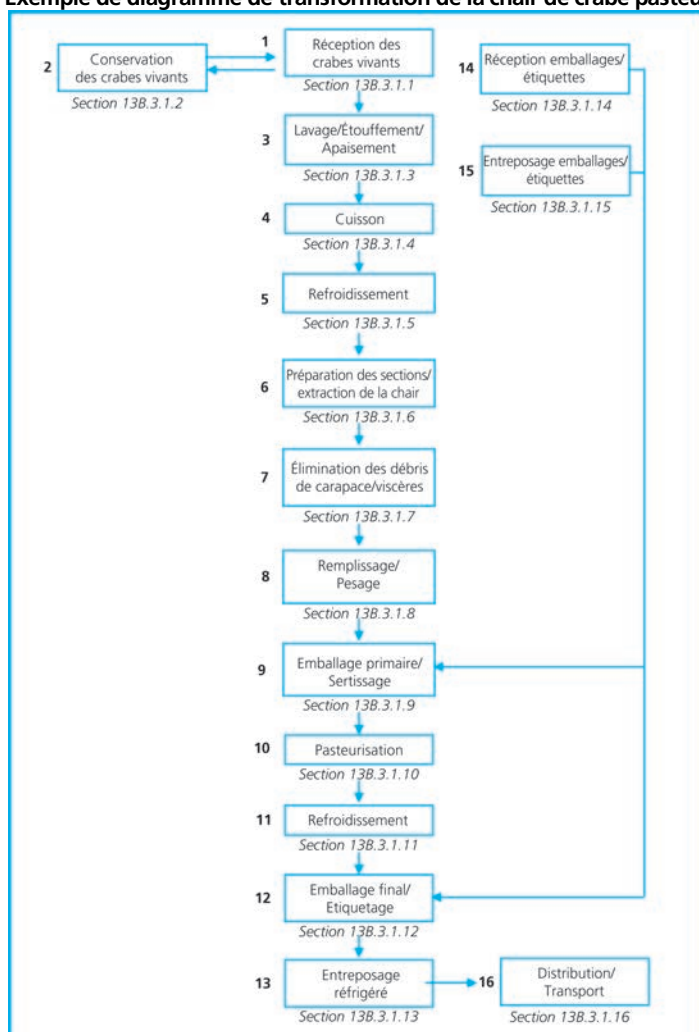 Exemple de diagramme de transformation de la chair de crabe pasteu
1
Réception des
crabes vivants
Section 13B.3.1.1
2
Conservation
des crabes vivants
Section 13B.3.1.2
14
Réception emballages/
étiquettes
Section 13B.3.1.14
3
Lavage/Étouffement/
Apaisement
Section 13B.3.1.3
15
Entreposage emballages/
étiquettes
Section 13B.3.1.15
4
Cuisson
Section 13B.3.1.4
5
Refroidissement
Section 13B.3.1.5
6
Préparation des sections/
extraction de la chair
Section 13B.3.1.6
7
Élimination des débris
de carapace/viscères
Section 13B.3.1.7
8
Remplissage/
Pesage
Section 13B.3.1.8
9
Emballage primaire/
Sertissage
Section 13B.3.1.9
10
Pasteurisation
Section 13B.3.1.10
11
Refroidissement
Section 13B.3.1.11
12
Emballage final/
Etiquetage
Section 13B.3.1.12
13
Entreposage
réfrigéré
Section 13B.3.1.13
16
Distribution/
Transport
Section 13B.3.1.16